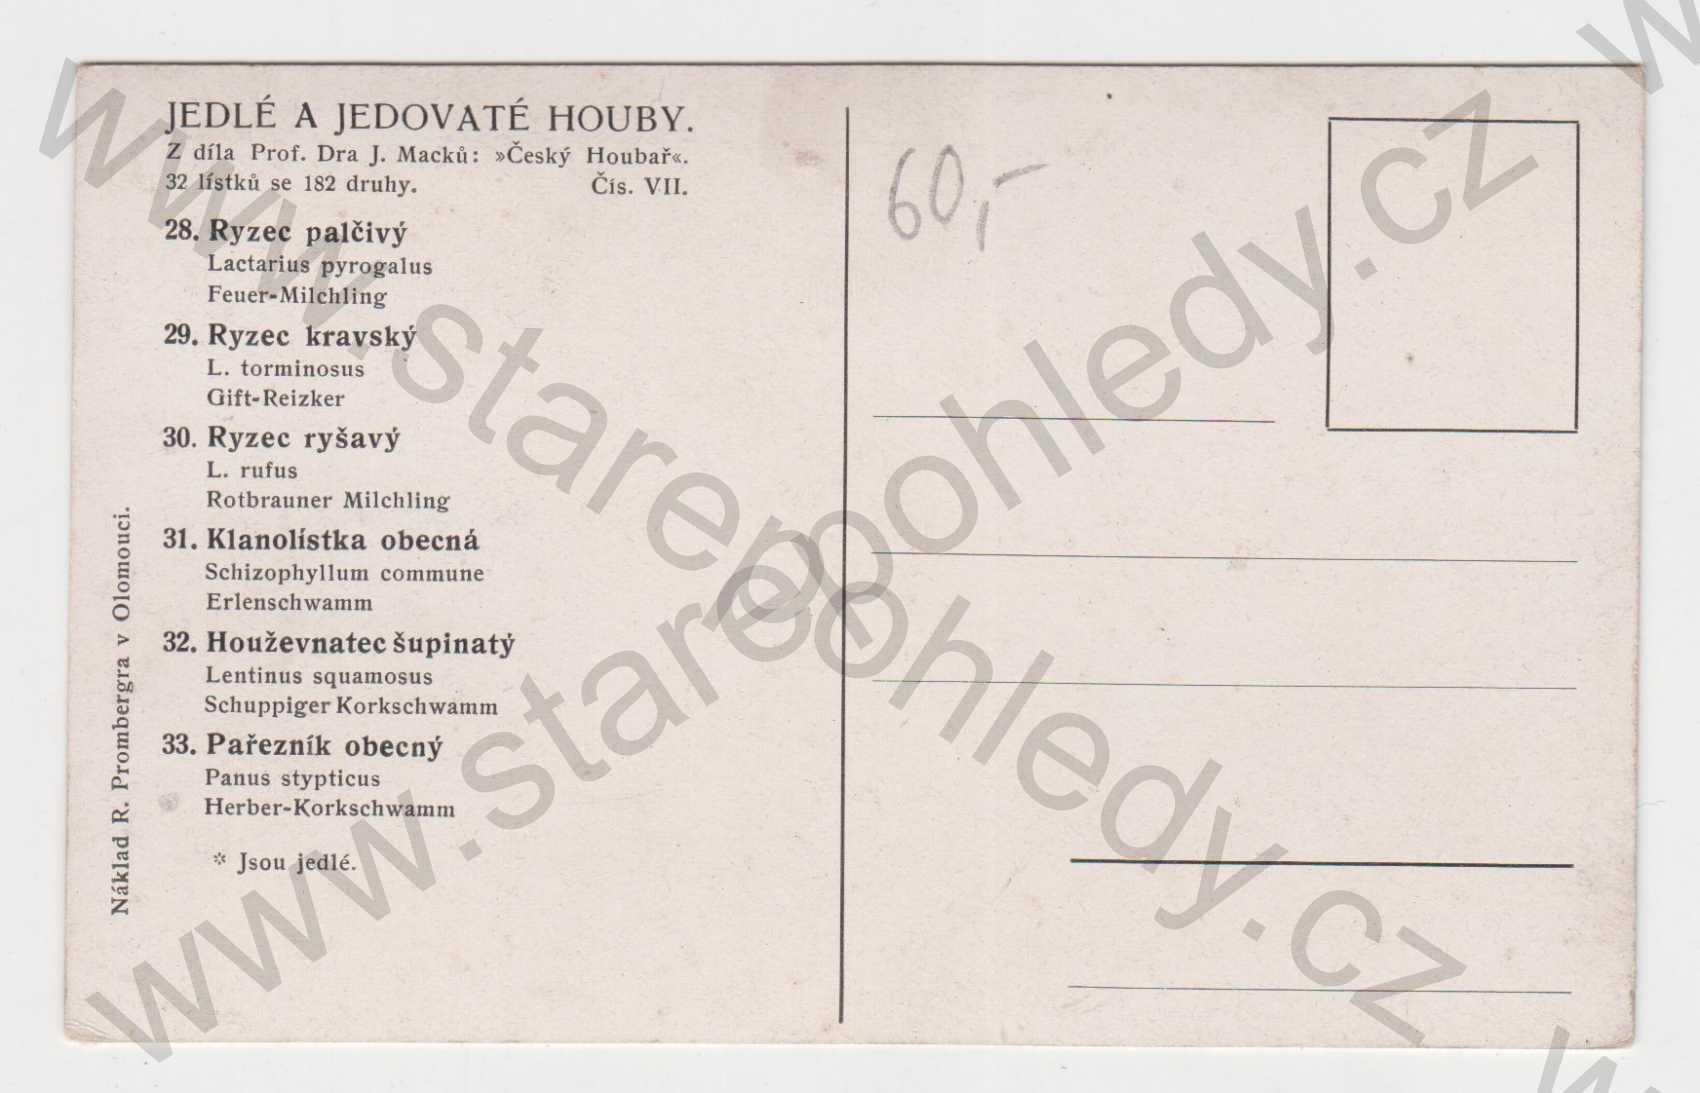 JEDLÉ A JEDOVATÉ HOUBY.
Z díla Prof. Dra J. Macků: »Český Houbař«.
32 lístků se 182 druhy. Čís. VII.
28. Ryzec palčivý
Lactarius pyrogalus
Feuer-Milchling
29. Ryzec kravský
L. torminosus
Gift-Reizker
30. Ryzec ryšavý
L. rufus
Rotbrauner Milchling
31. Klanolístka obecná
Schizophyllum commune
Erlenschwamm
32. Houževnatec šupinatý
Lentinus squamosus
Schuppiger Korkschwamm
33. Pařezník obecný
Panus stypticus
Herber-Korkschwamm
* Jsou jedlé.
Náklad R. Prombergra v Olomouci.
60,-
www.starepohledy.cz
www.starepohledy.cz